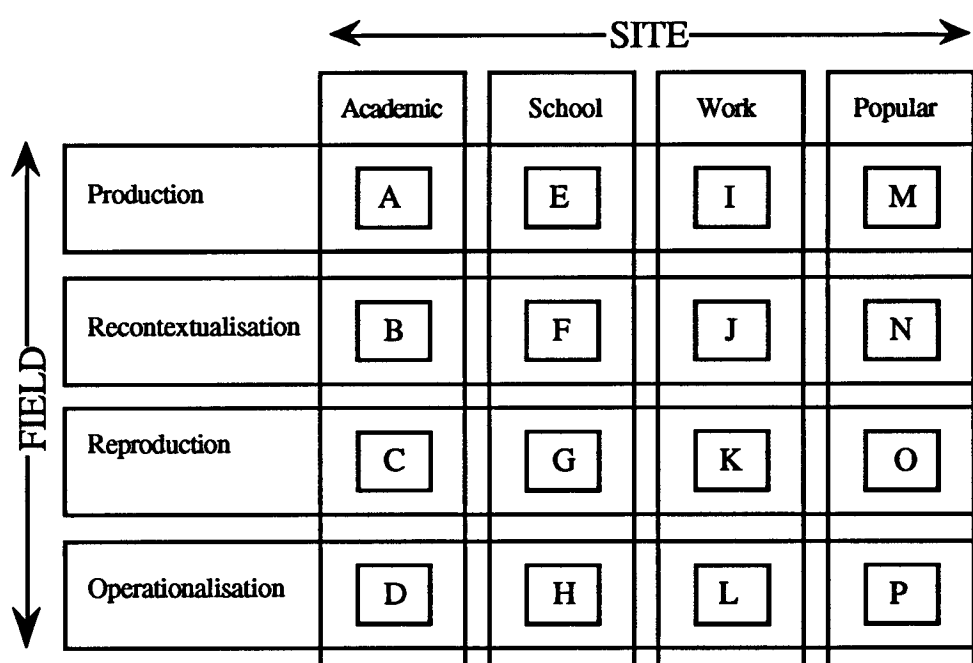 SITE
Academic School Work Popular
Production A E I M
Recontextualisation B F J N
FIELD
Reproduction C G K O
Operationalisation D H L P